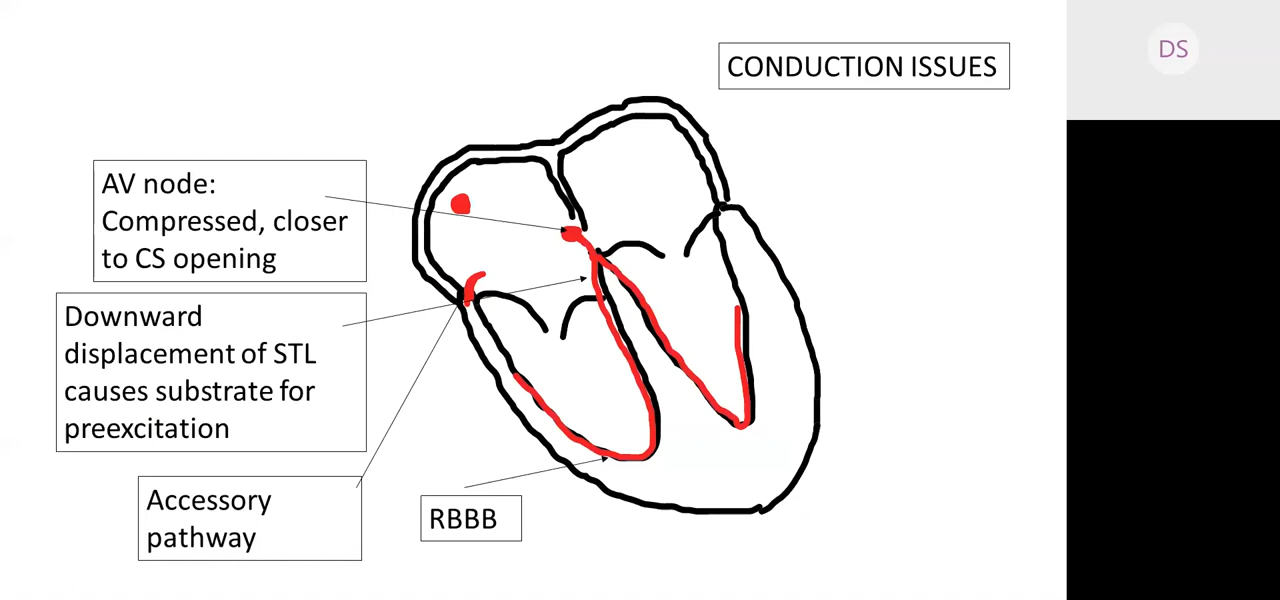 CONDUCTION ISSUES
DS
AV node:
Compressed, closer
to CS opening
Downward
displacement of STL
causes substrate for
preexcitation
Accessory
pathway
RBBB